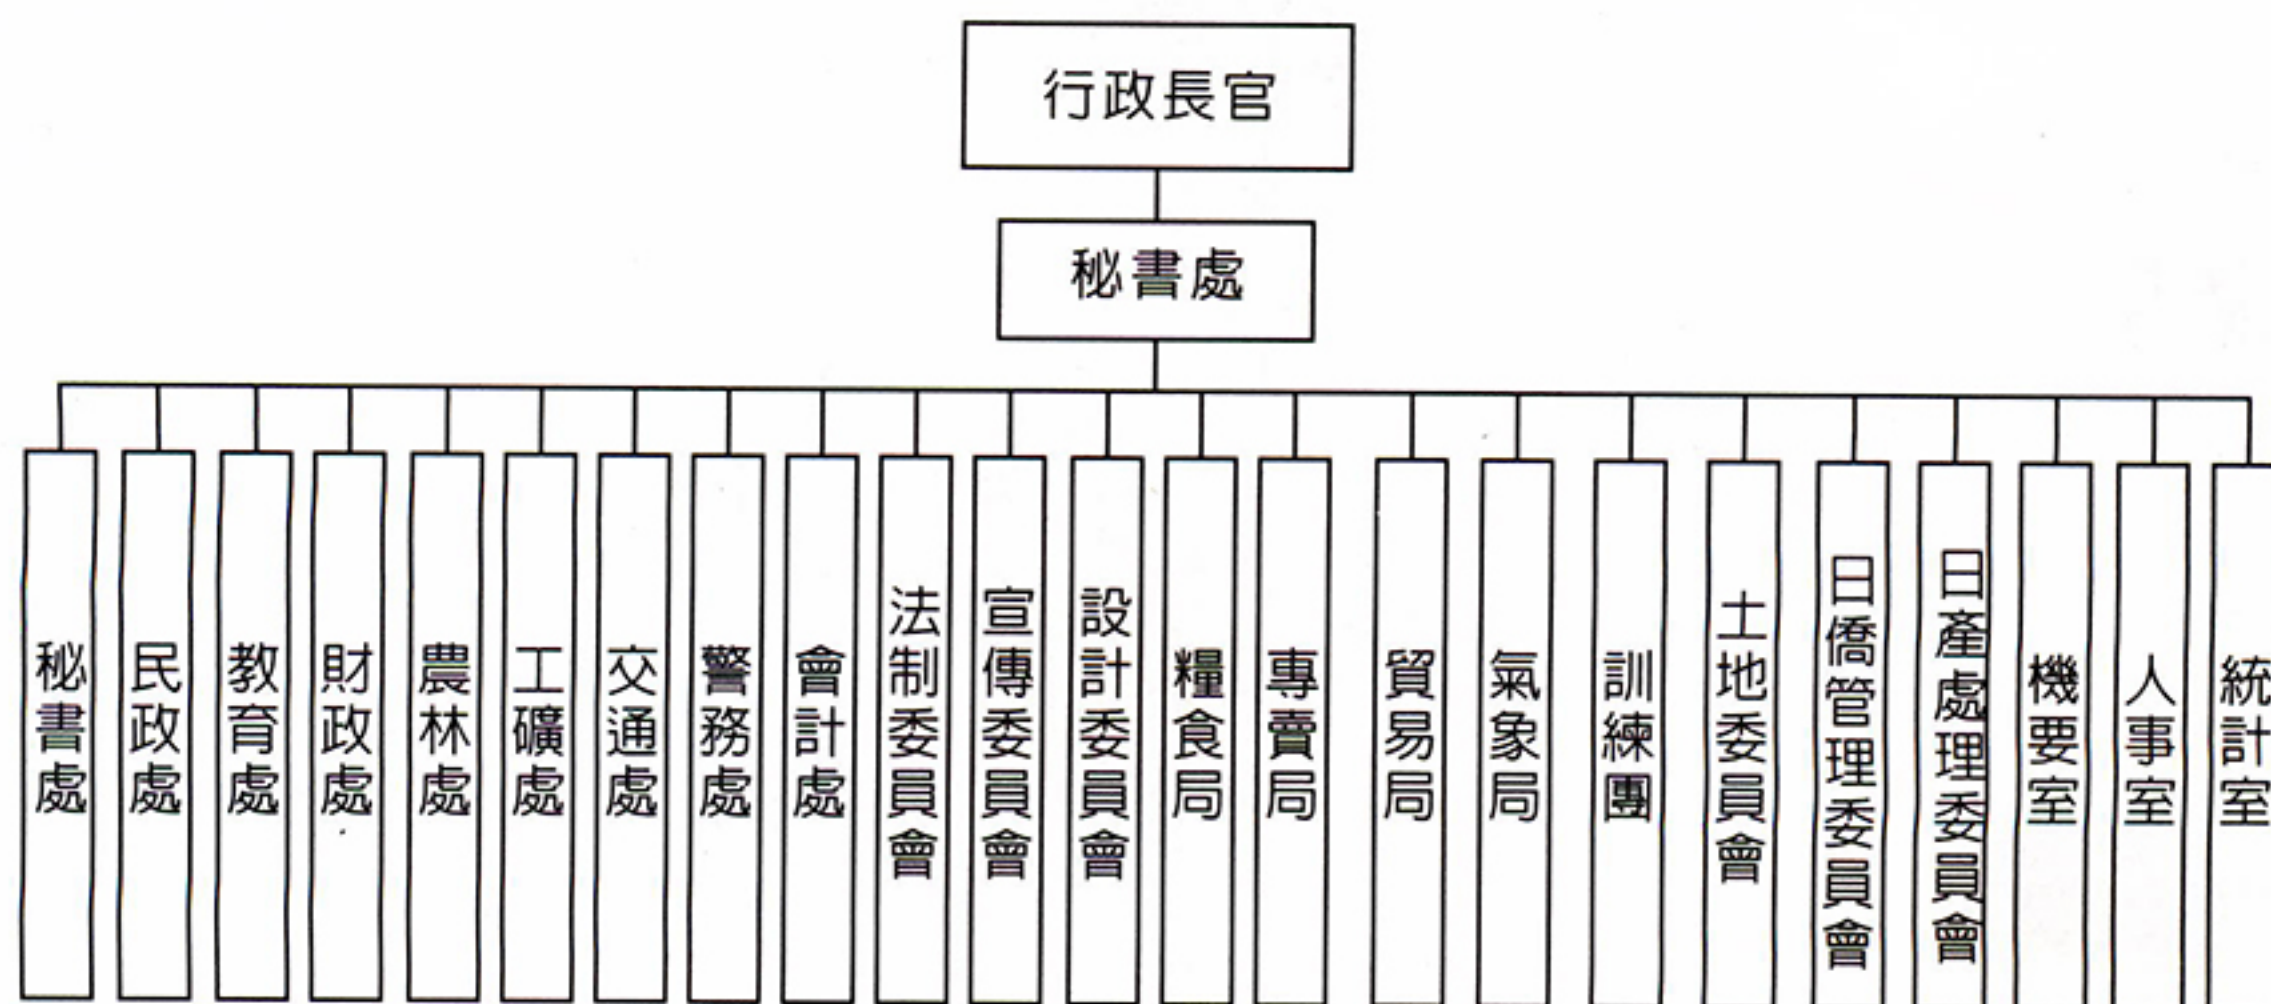 行政長官
秘書處
秘書處
民政處
教育處
財政處
農林處
工礦處
交通處
警務處
會計處
法制委員會
宣傳委員會
設計委員會
糧食局
專賣局
貿易局
氣象局
訓練團
土地委員會
日僑管理委員會
日產處理委員會
機要室
人事室
統計室